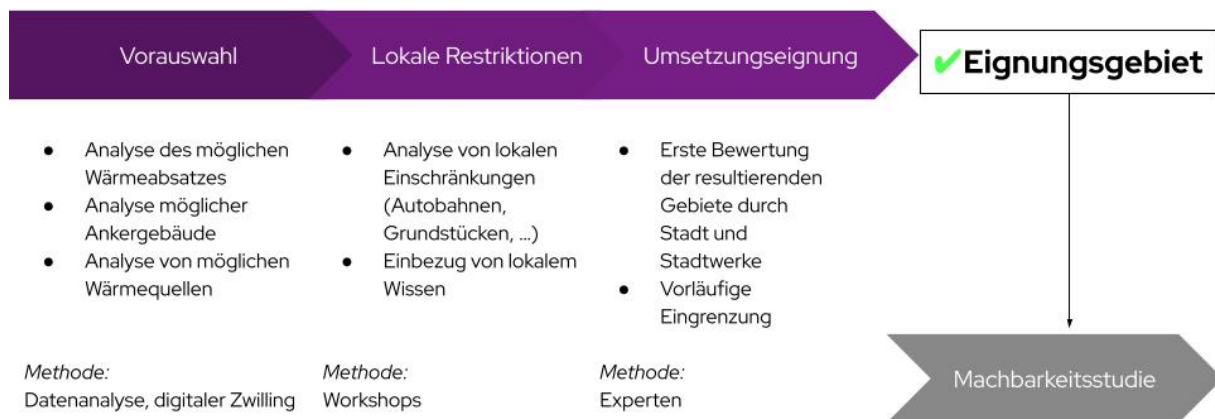 Vorauswahl
Lokale Restriktionen
Umsetzungseignung
Eignungsgebiet
● Analyse des möglichen
Wärmeabsatzes
● Analyse möglicher
Ankergebäude
● Analyse von möglichen
Wärmequellen
Methode:
Datenanalyse, digitaler Zwilling
● Analyse von lokalen
Einschränkungen
(Autobahnen,
Grundstücken, ...)
● Einbezug von lokalem
Wissen
Methode:
Workshops
● Erste Bewertung
der resultierenden
Gebiete durch
Stadt und
Stadtwerke
● Vorläufige
Eingrenzung
Methode:
Experten
Machbarkeitsstudie